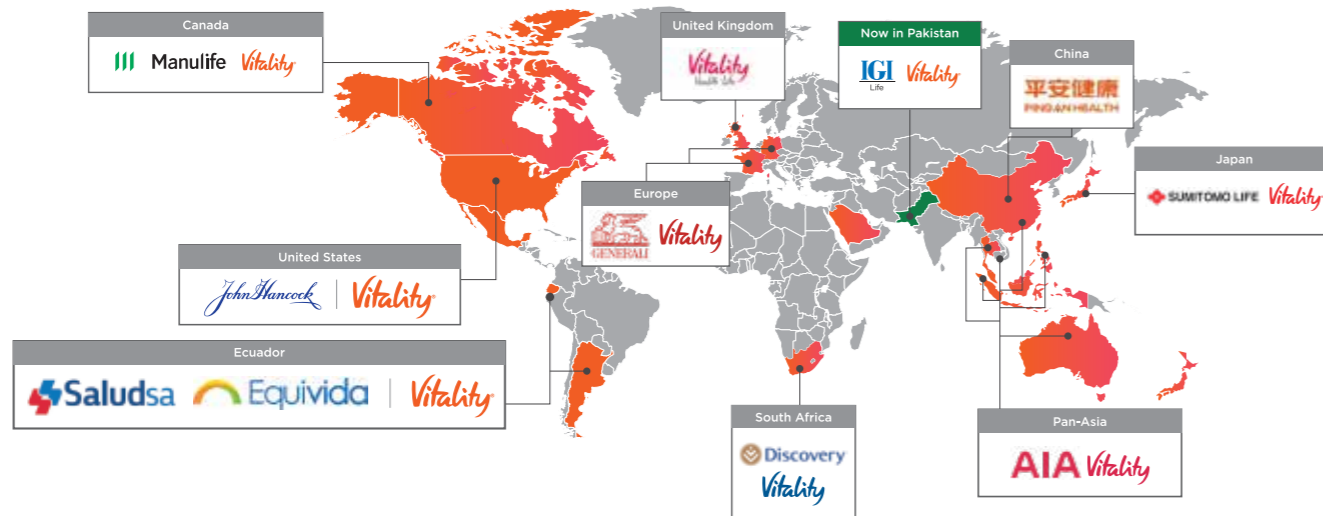 Canada
Manulife Vitality
United Kingdom
Vitality
Health Life
Now in Pakistan
IGI
Life
Vitality
China
平安健康
PINGAN HEALTH
Japan
SUMITOMO LIFE Vitality
Europe
GENERALI Vitality
United States
John Hancock Vitality
Ecuador
Saludsa Equivida Vitality
South Africa
Discovery
Vitality
Pan-Asia
AIA Vitality